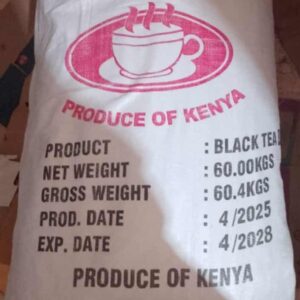 PRODUCE OF KENYA
PRODUCT : BLACK TEA
NET WEIGHT : 60.00KGS
GROSS WEIGHT : 60.4KGS
PROD. DATE : 4/2025
EXP. DATE : 4/2028
PRODUCE OF KENYA